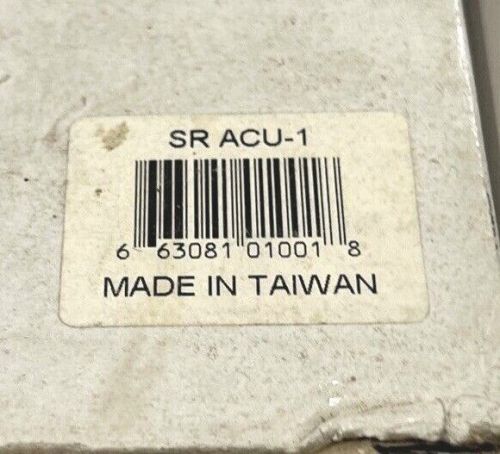 SR ACU-1
6 63081 01001 8
MADE IN TAIWAN